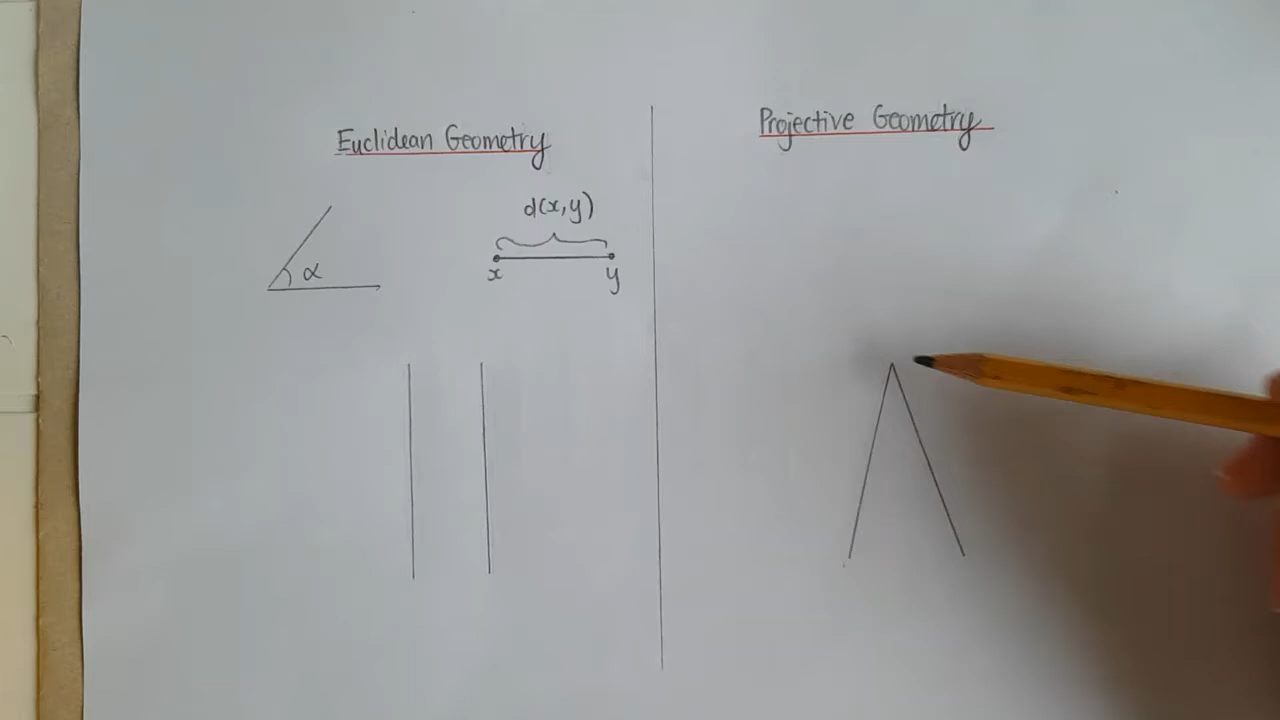 Euclidean Geometry
Projective Geometry
α
d(x,y)
x
y